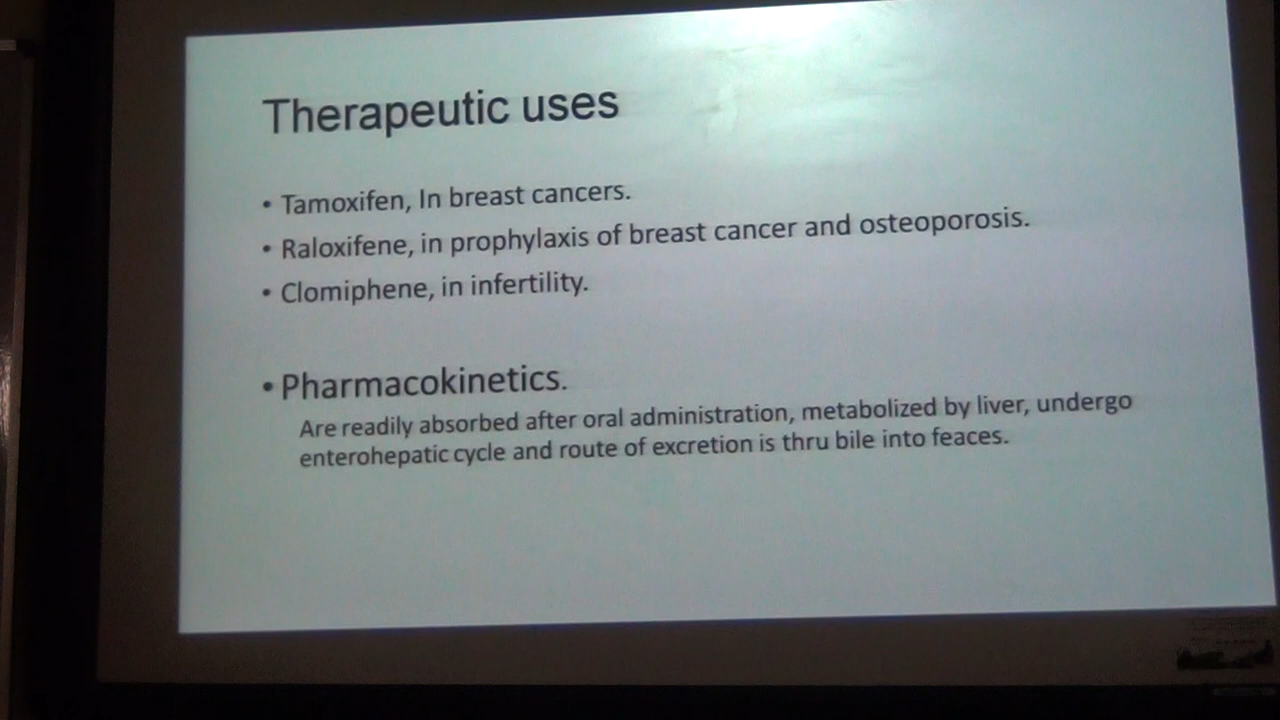 Therapeutic uses
• Tamoxifen, In breast cancers.
• Raloxifene, in prophylaxis of breast cancer and osteoporosis.
• Clomiphene, in infertility.
• Pharmacokinetics.
Are readily absorbed after oral administration, metabolized by liver, undergo
enterohepatic cycle and route of excretion is thru bile into feaces.